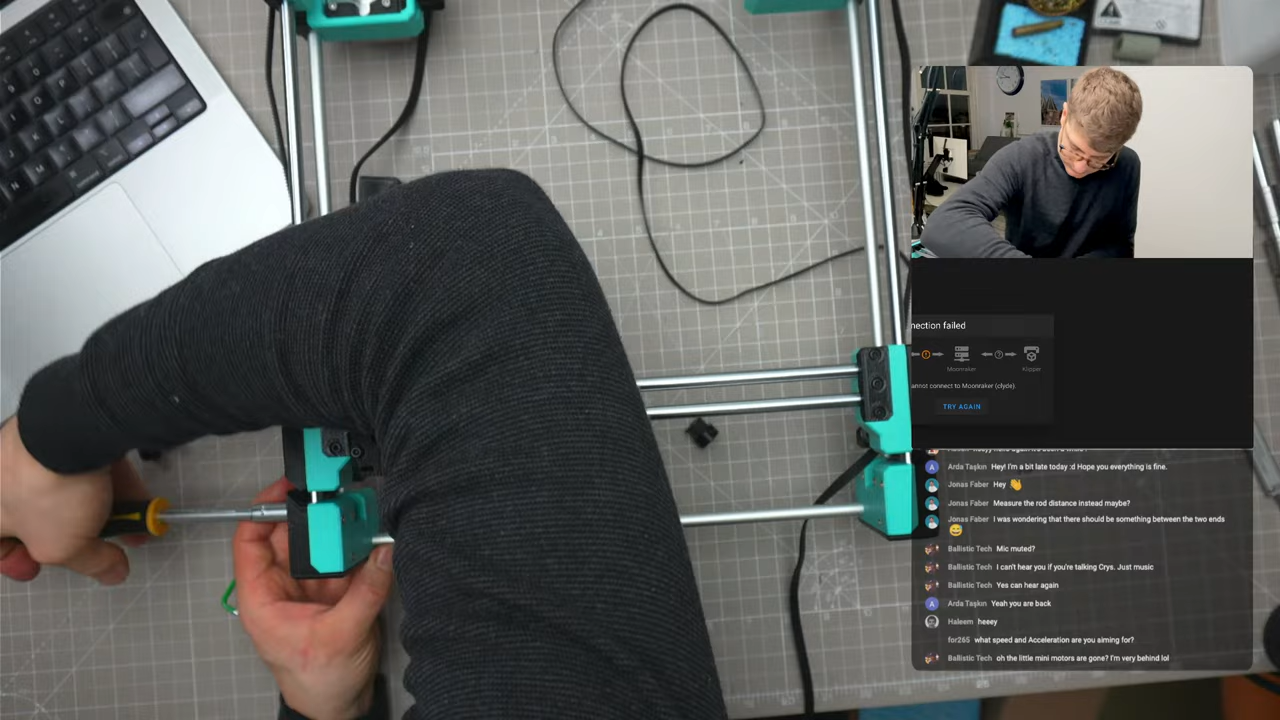 nection failed
Moonraker
Klipper
annot connect to Moonraker (clyde).
TRY AGAIN
Arda Taşkın Hey! I'm a bit late today :d Hope you everything is fine.
Jonas Faber Hey 👋
Jonas Faber Measure the rod distance instead maybe?
Jonas Faber I was wondering that there should be something between the two ends
😅
Ballistic Tech Mic muted?
Ballistic Tech I can't hear you if you're talking Crys. Just music
Ballistic Tech Yes can hear again
Arda Taşkın Yeah you are back
Haleem heeey
for265 what speed and Acceleration are you aiming for?
Ballistic Tech oh the little mini motors are gone? I'm very behind lol